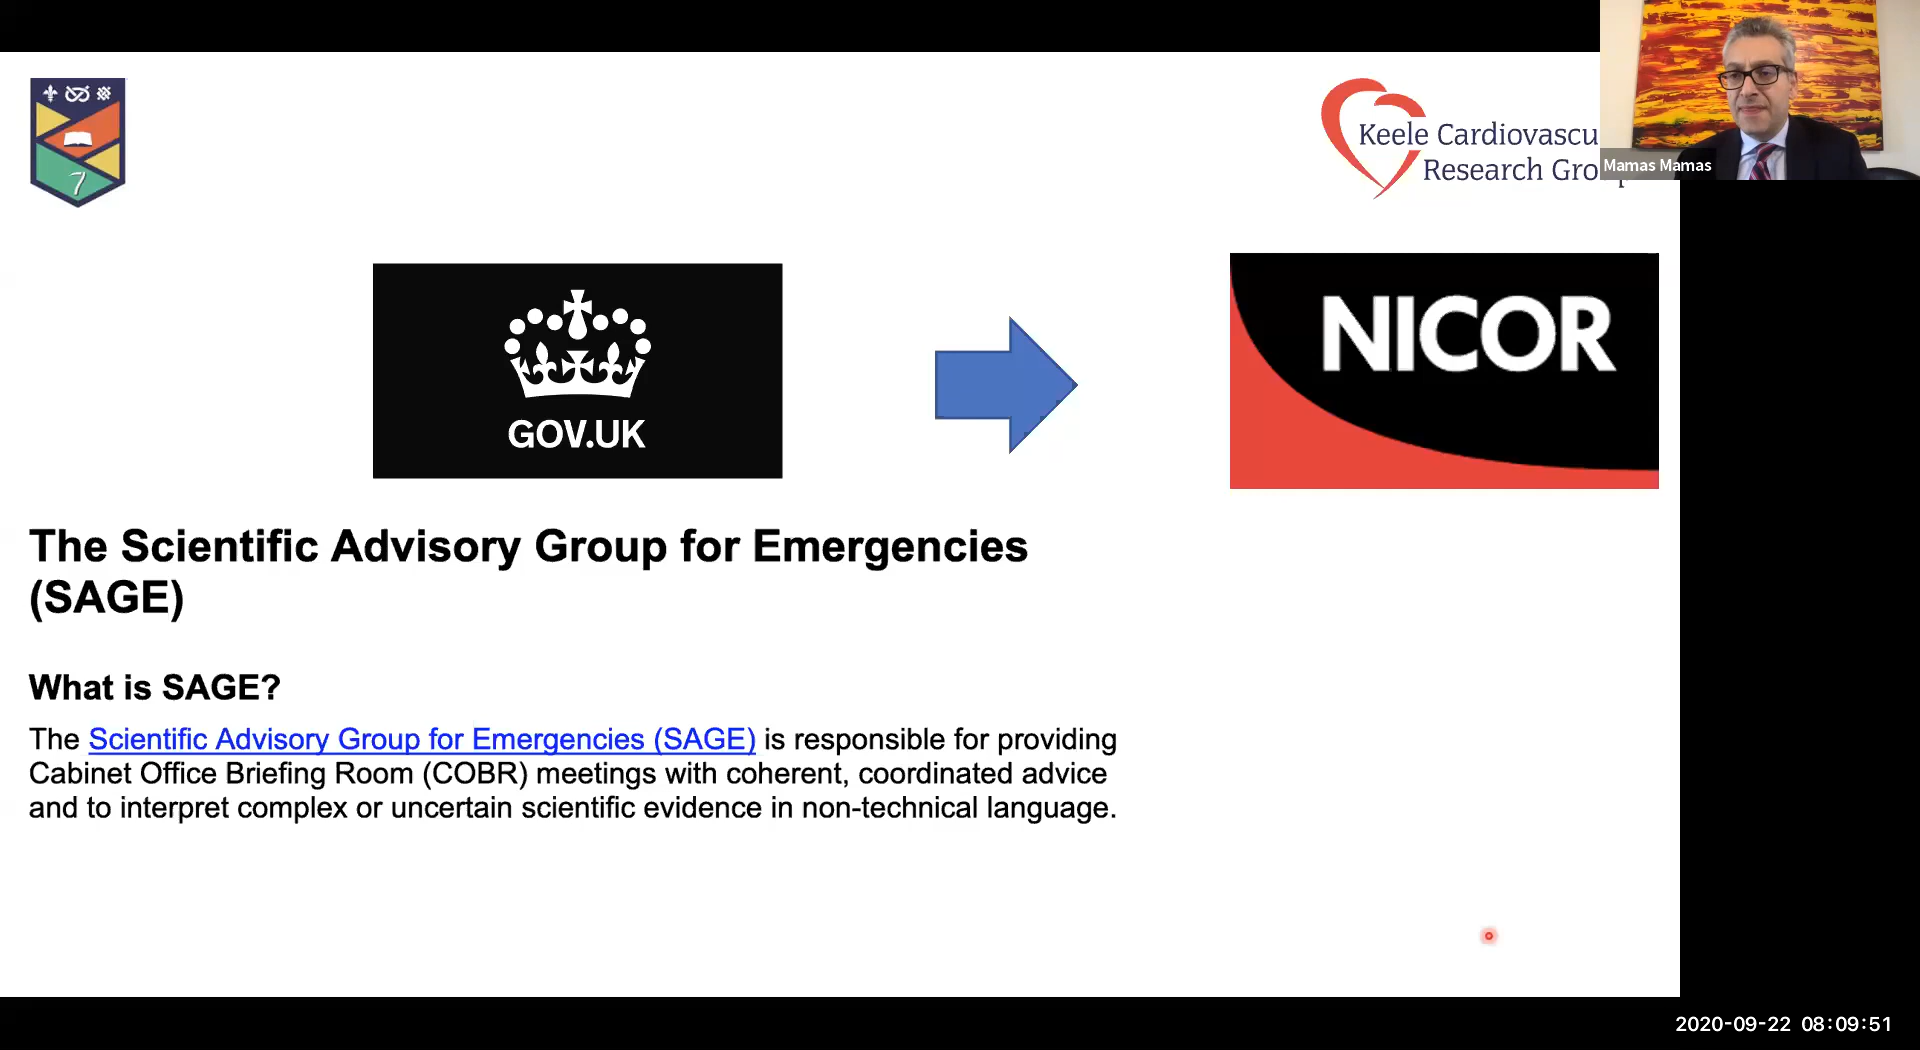 Keele Cardiovascu
Research Gro
Mamas Mamas
GOV.UK
NICOR
The Scientific Advisory Group for Emergencies
(SAGE)
What is SAGE?
The Scientific Advisory Group for Emergencies (SAGE) is responsible for providing
Cabinet Office Briefing Room (COBR) meetings with coherent, coordinated advice
and to interpret complex or uncertain scientific evidence in non-technical language.
2020-09-22 08:09:51